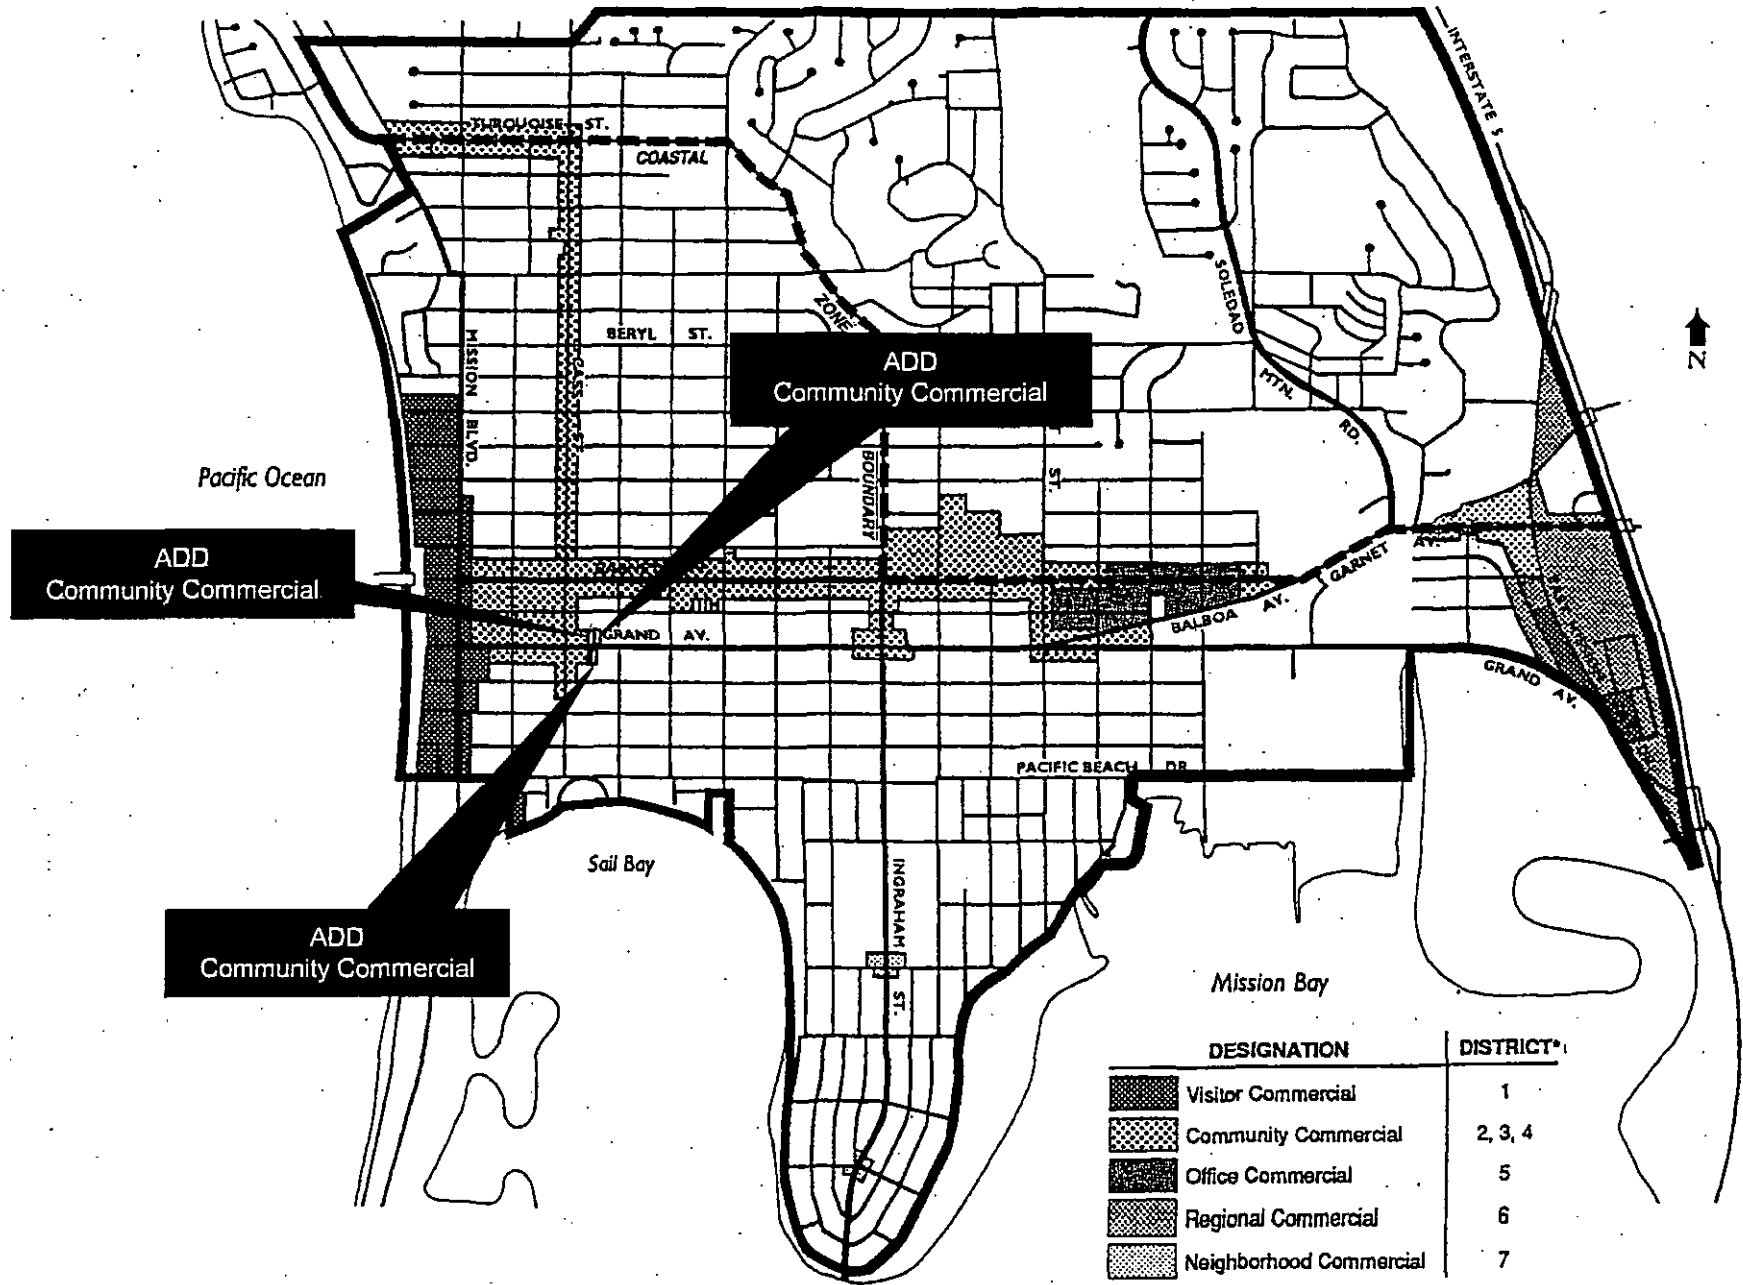 INTERSTATE 5
TURQUOISE ST.
COASTAL
ZONE
BERYL ST.
SOLEDAD
MTN.
RD.
MISSION BLVD.
CASS ST.
ADD
Community Commercial
ST.
BOUNDARY
Pacific Ocean
ADD
Community Commercial
GARNET AV.
BALBOA AV.
GRAND AV.
GRAND AV.
PACIFIC BEACH DR.
Sail Bay
INGRAHAM ST.
ADD
Community Commercial
Mission Bay
N
DESIGNATION DISTRICT*
Visitor Commercial 1
Community Commercial 2, 3, 4
Office Commercial 5
Regional Commercial 6
Neighborhood Commercial 7